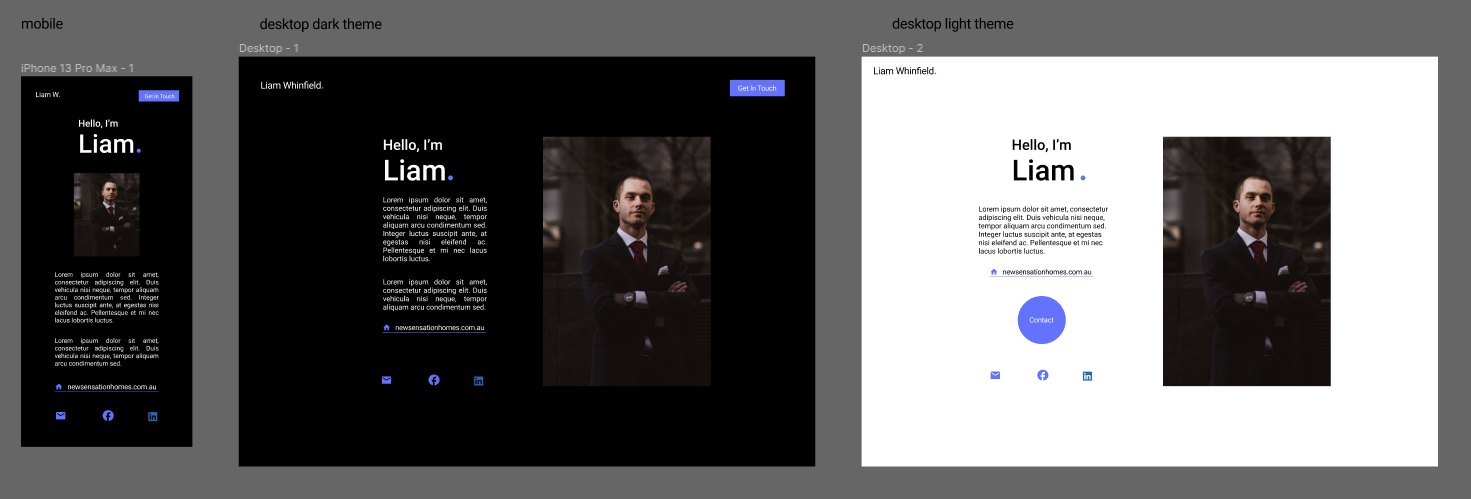 mobile
desktop dark theme
desktop light theme
iPhone 13 Pro Max - 1
Liam W.
Get In Touch
Hello, I'm
Liam.
Lorem ipsum dolor sit amet,
consectetur adipiscing elit. Duis
vehicula nisi neque, tempor aliquam
arcu condimentum sed. Integer
luctus suscipit ante, at egestas nisi
eleifend ac. Pellentesque et mi nec
lacus lobortis luctus.
Lorem ipsum dolor sit amet,
consectetur adipiscing elit. Duis
vehicula nisi neque, tempor aliquam
arcu condimentum sed.
newsensationhomes.com.au
in
Desktop - 1
Liam Whinfield.
Get In Touch
Hello, I'm
Liam.
Lorem ipsum dolor sit amet,
consectetur adipiscing elit. Duis
vehicula nisi neque, tempor
aliquam arcu condimentum sed.
Integer luctus suscipit ante, at
egestas nisi eleifend ac.
Pellentesque et mi nec lacus
lobortis luctus.
Lorem ipsum dolor sit amet,
consectetur adipiscing elit. Duis
vehicula nisi neque, tempor
aliquam arcu condimentum sed.
newsensationhomes.com.au
in
Desktop - 2
Liam Whinfield.
Hello, I'm
Liam .
Lorem ipsum dolor sit amet, consectetur
adipiscing elit. Duis vehicula nisi neque,
tempor aliquam arcu condimentum sed.
Integer luctus suscipit ante, at egestas
nisi eleifend ac. Pellentesque et mi nec
lacus lobortis luctus.
newsensationhomes.com.au
Contact
in